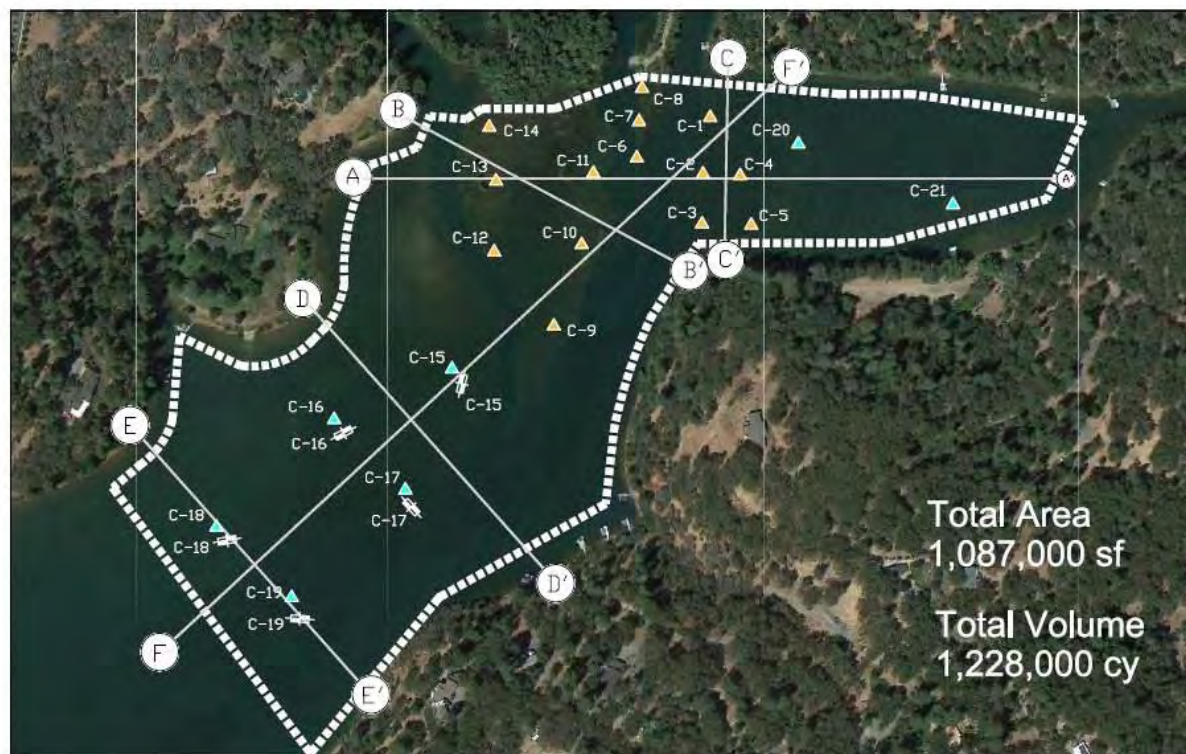 C
F'
C-8
B
C-7
C-1
C-14
C-20
C-6
C-11
C-2
C-4
A
C-13
A'
C-21
C-3
C-5
C-12
C-10
C'
B'
D
C-9
C-15
C-15
C-16
E
C-16
C-17
C-17
C-18
C-18
Total Area
1,087,000 sf
D'
C-19
C-19
Total Volume
1,228,000 cy
F
E'